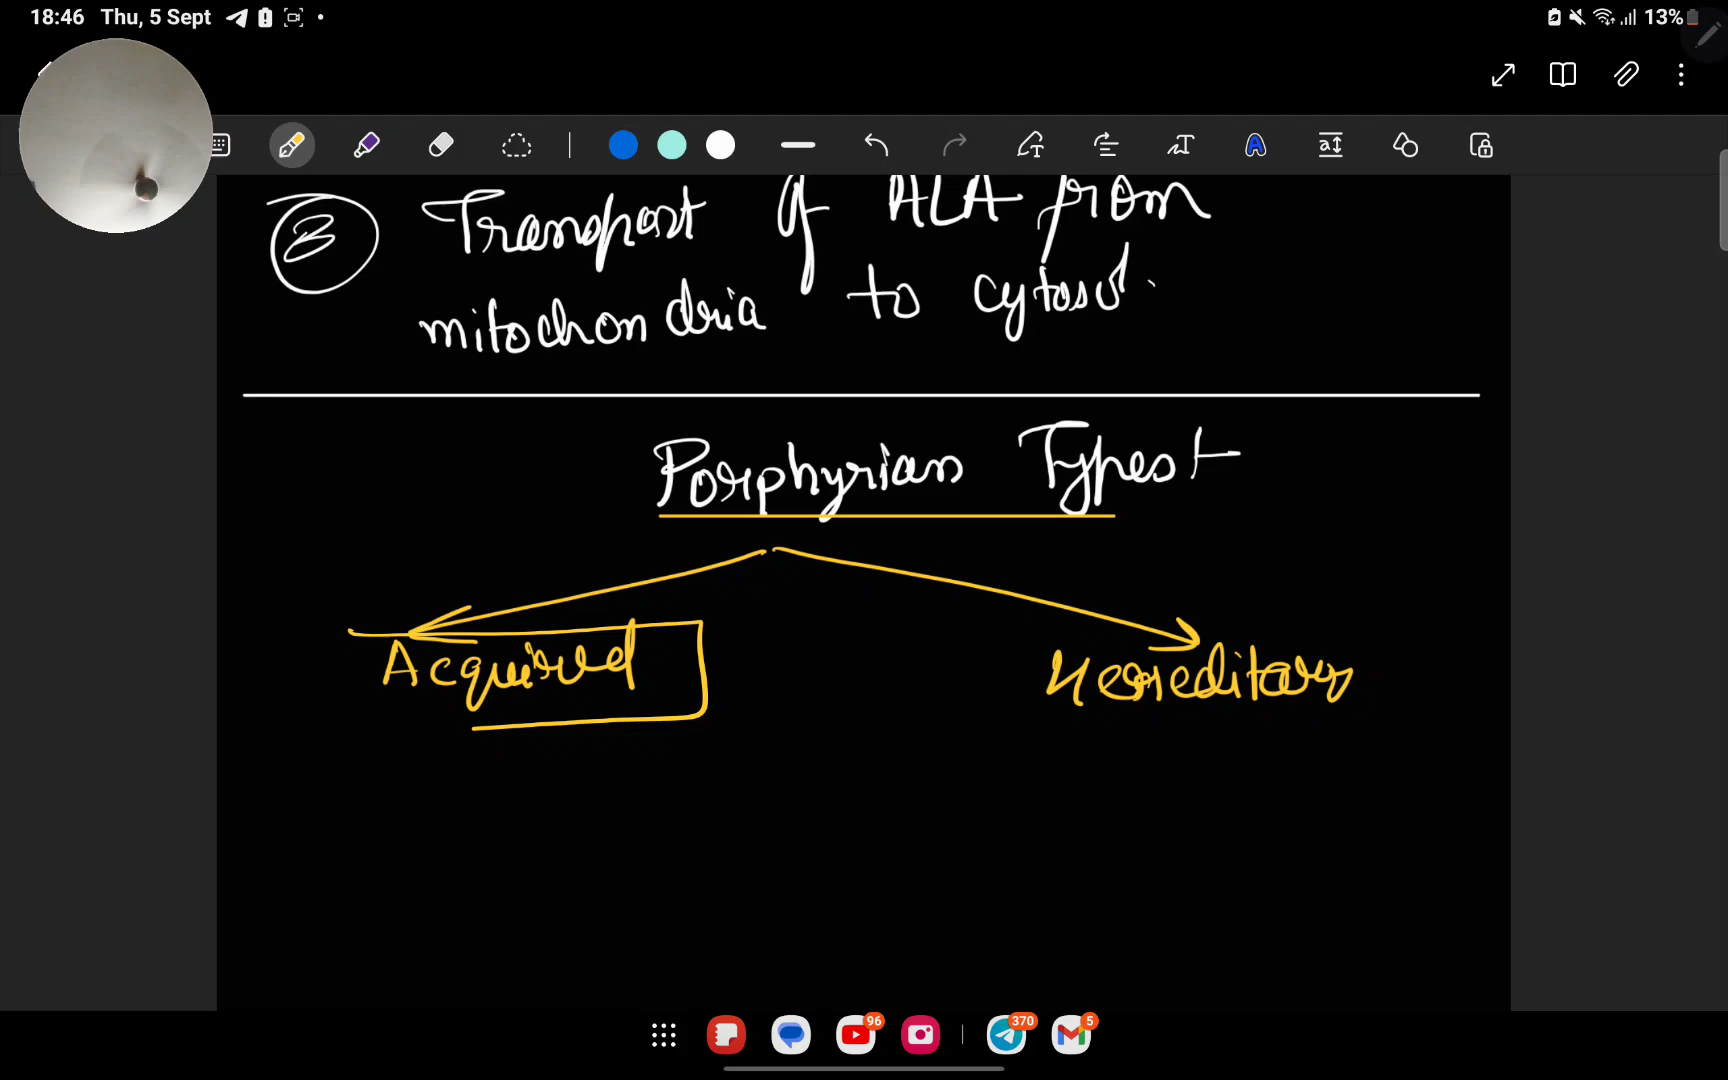 18:46 Thu, 5 Sept
13%
A
T
T
a
3 Transport of ALA from
mitochondria to cytosol.
Porphyrias Types
Acquired
Hereditary
96
370
5